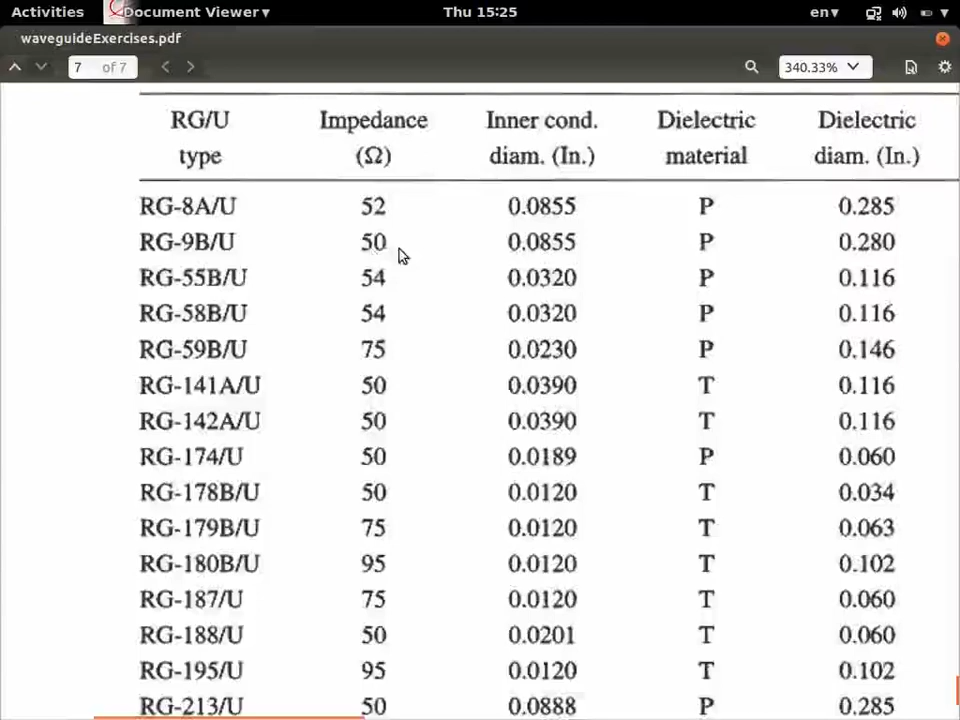 Activities Document Viewer▾ Thu 15:25 en▾
waveguideExercises.pdf
7 of 7 340.33%
RG/U Impedance Inner cond. Dielectric Dielectric
type (Ω) diam. (In.) material diam. (In.)
RG-8A/U 52 0.0855 P 0.285
RG-9B/U 50 0.0855 P 0.280
RG-55B/U 54 0.0320 P 0.116
RG-58B/U 54 0.0320 P 0.116
RG-59B/U 75 0.0230 P 0.146
RG-141A/U 50 0.0390 T 0.116
RG-142A/U 50 0.0390 T 0.116
RG-174/U 50 0.0189 P 0.060
RG-178B/U 50 0.0120 T 0.034
RG-179B/U 75 0.0120 T 0.063
RG-180B/U 95 0.0120 T 0.102
RG-187/U 75 0.0120 T 0.060
RG-188/U 50 0.0201 T 0.060
RG-195/U 95 0.0120 T 0.102
RG-213/U 50 0.0888 P 0.285